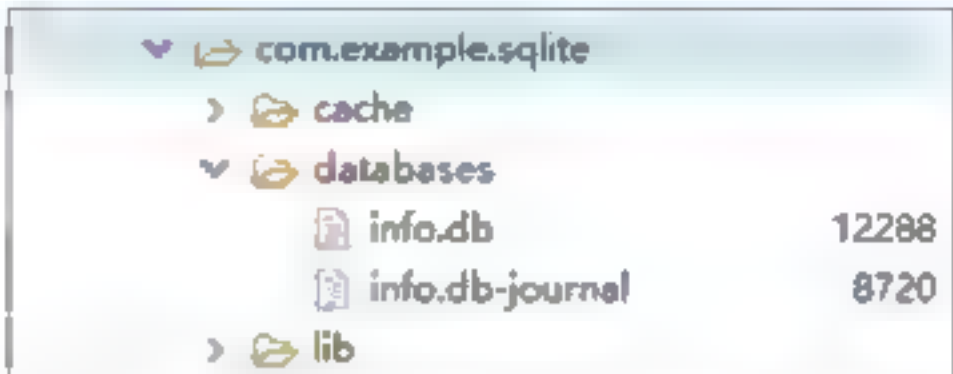 com.example.sqlite
cache
databases
info.db 12288
info.db-journal 8720
lib